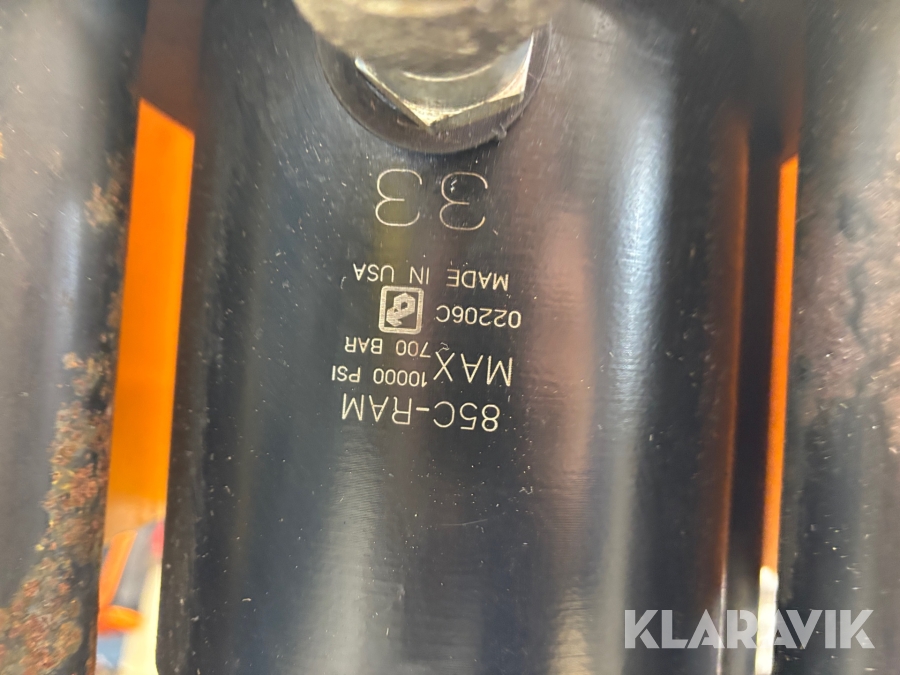 85C-RAM
MAX 10000 PSI
700 BAR
02206C
MADE IN USA
33
KLARAVIK